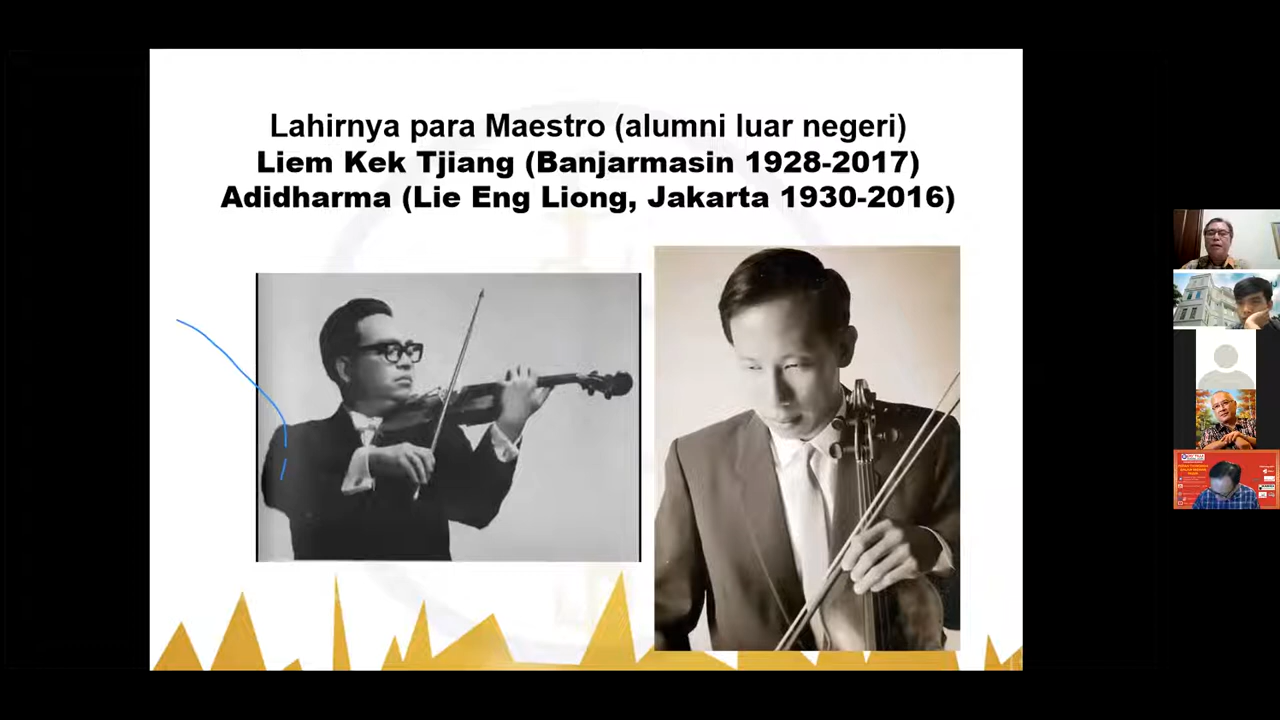 Lahirnya para Maestro (alumni luar negeri)
Liem Kek Tjiang (Banjarmasin 1928-2017)
Adidharma (Lie Eng Liong, Jakarta 1930-2016)